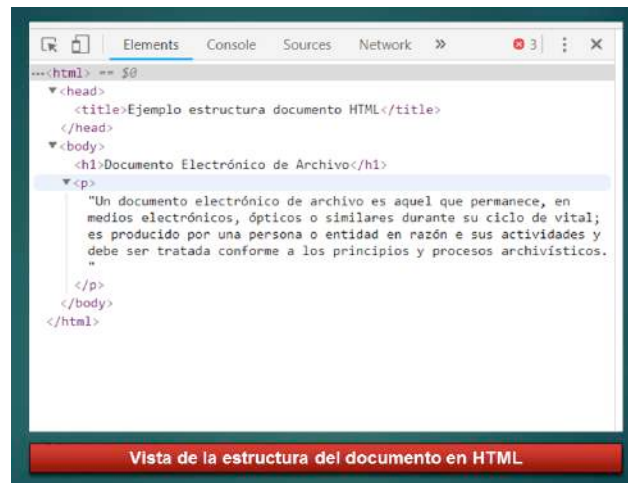 Elements Console Sources Network » 3
<html> == $0
<head>
<title>Ejemplo estructura documento HTML</title>
</head>
<body>
<h1>Documento Electrónico de Archivo</h1>
<p>
"Un documento electrónico de archivo es aquel que permanece, en
medios electrónicos, ópticos o similares durante su ciclo de vital;
es producido por una persona o entidad en razón e sus actividades y
debe ser tratada conforme a los principios y procesos archivísticos.
"
</p>
</body>
</html>
Vista de la estructura del documento en HTML